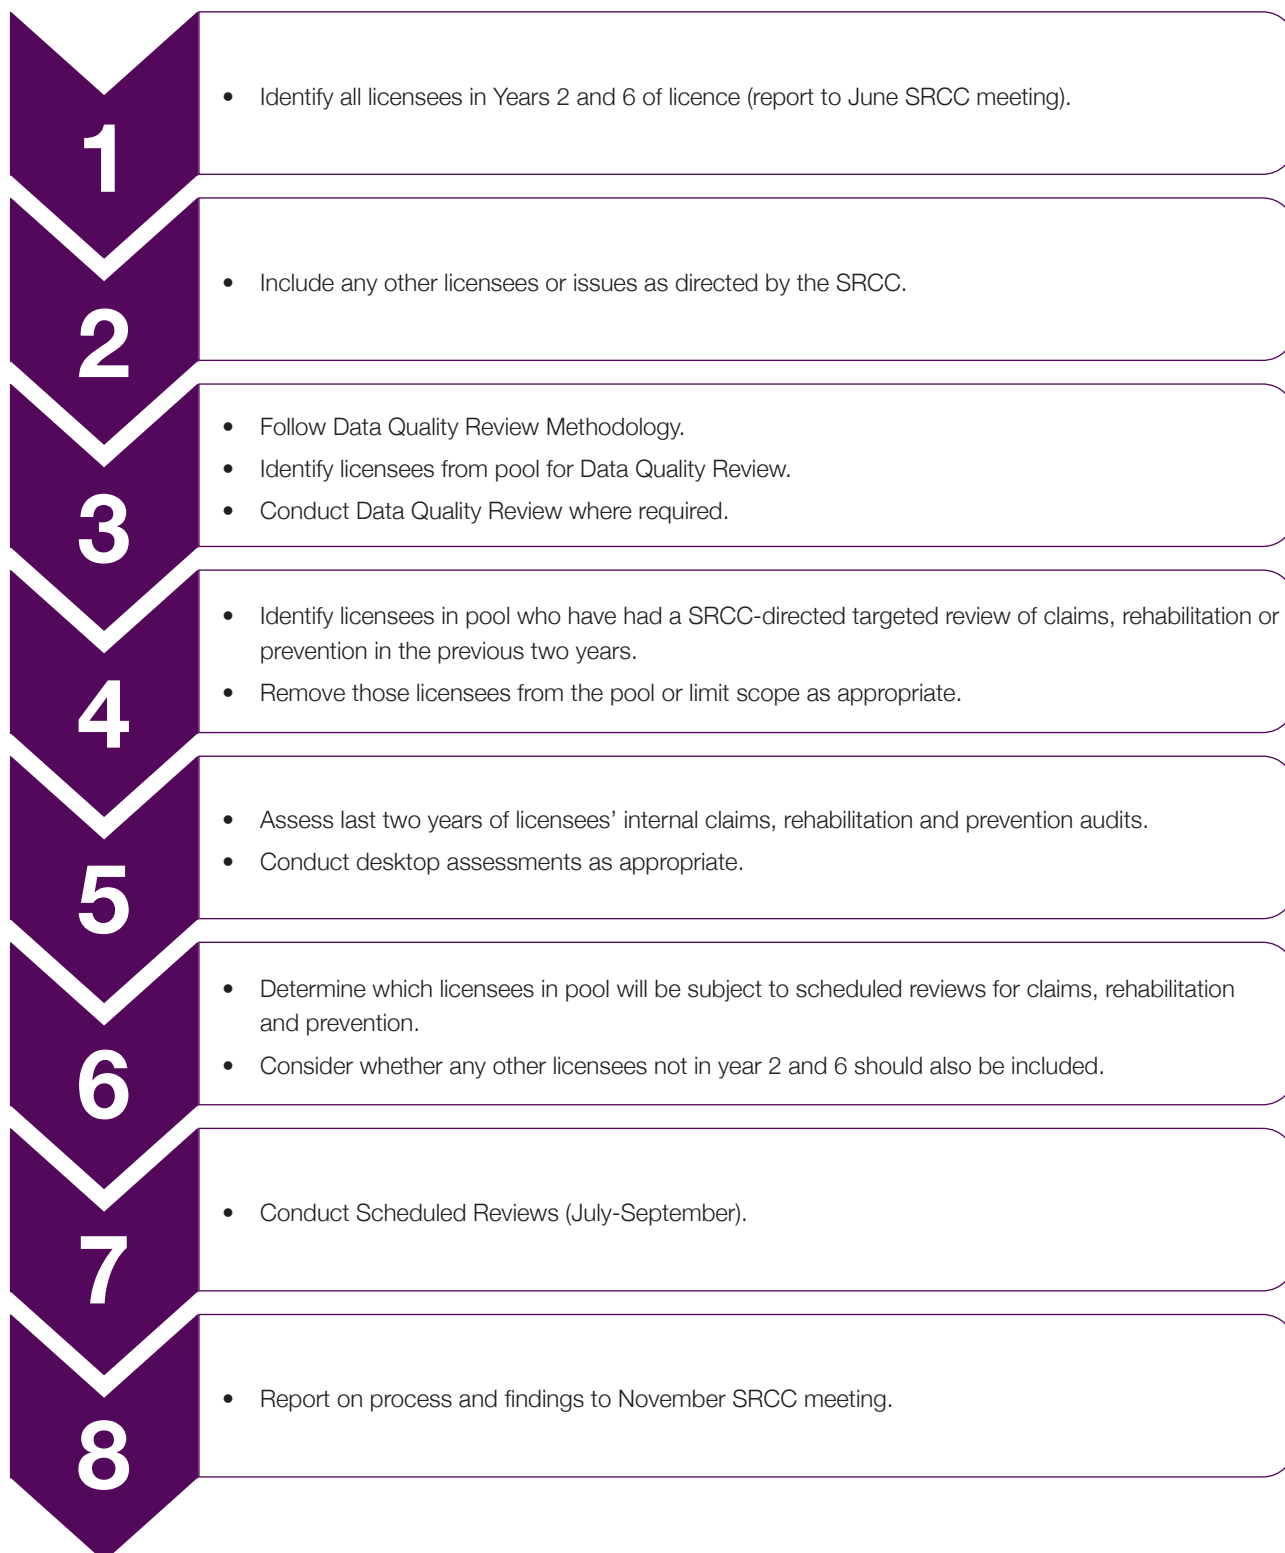 1
• Identify all licensees in Years 2 and 6 of licence (report to June SRCC meeting).
2
• Include any other licensees or issues as directed by the SRCC.
3
• Follow Data Quality Review Methodology.
• Identify licensees from pool for Data Quality Review.
• Conduct Data Quality Review where required.
4
• Identify licensees in pool who have had a SRCC-directed targeted review of claims, rehabilitation or
prevention in the previous two years.
• Remove those licensees from the pool or limit scope as appropriate.
5
• Assess last two years of licensees’ internal claims, rehabilitation and prevention audits.
• Conduct desktop assessments as appropriate.
6
• Determine which licensees in pool will be subject to scheduled reviews for claims, rehabilitation
and prevention.
• Consider whether any other licensees not in year 2 and 6 should also be included.
7
• Conduct Scheduled Reviews (July-September).
8
• Report on process and findings to November SRCC meeting.